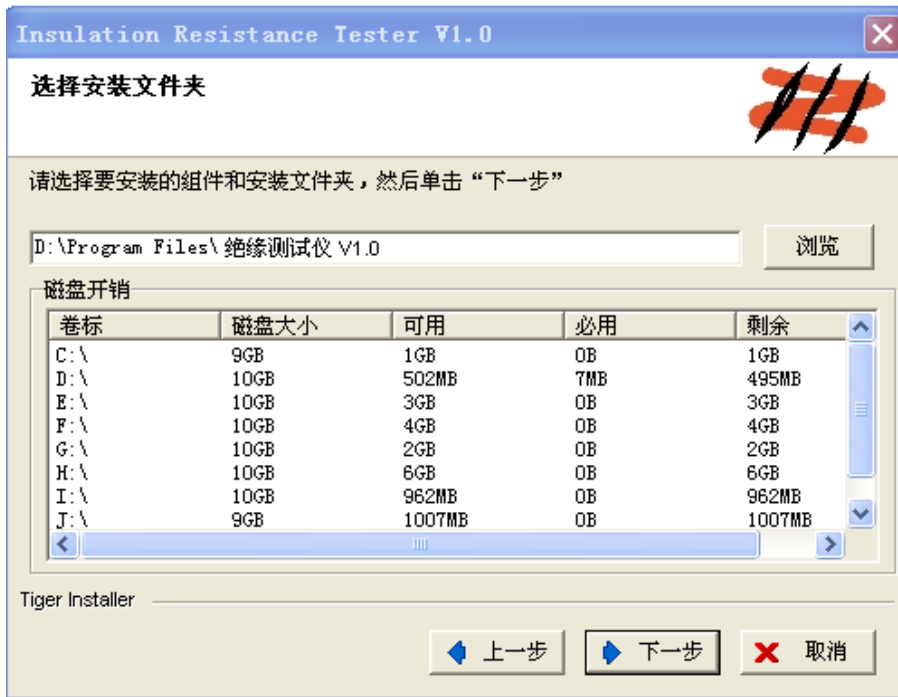 Insulation Resistance Tester V1.0
选择安装文件夹
请选择要安装的组件和安装文件夹，然后单击“下一步”
D:\Program Files\ 绝缘测试仪 V1.0 浏览
磁盘开销
卷标 磁盘大小 可用 必用 剩余
C:\ 9GB 1GB 0B 1GB
D:\ 10GB 502MB 7MB 495MB
E:\ 10GB 3GB 0B 3GB
F:\ 10GB 4GB 0B 4GB
G:\ 10GB 2GB 0B 2GB
H:\ 10GB 6GB 0B 6GB
I:\ 10GB 962MB 0B 962MB
J:\ 9GB 1007MB 0B 1007MB
Tiger Installer
上一步 下一步 取消